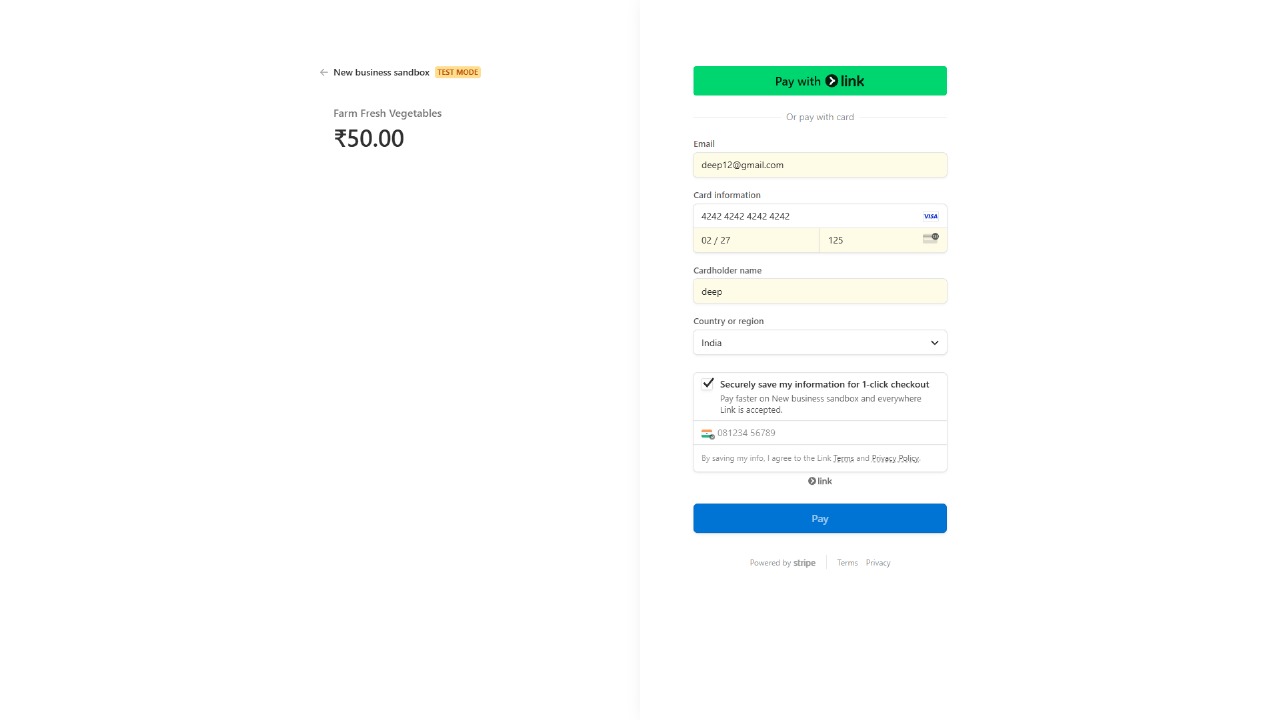 New business sandbox TEST MODE
Farm Fresh Vegetables
₹50.00
Pay with link
Or pay with card
Email
deep12@gmail.com
Card information
4242 4242 4242 4242 VISA
02 / 27 125
Cardholder name
deep
Country or region
India
Securely save my information for 1-click checkout
Pay faster on New business sandbox and everywhere
Link is accepted.
081234 56789
By saving my info, I agree to the Link Terms and Privacy Policy.
link
Pay
Powered by stripe Terms Privacy